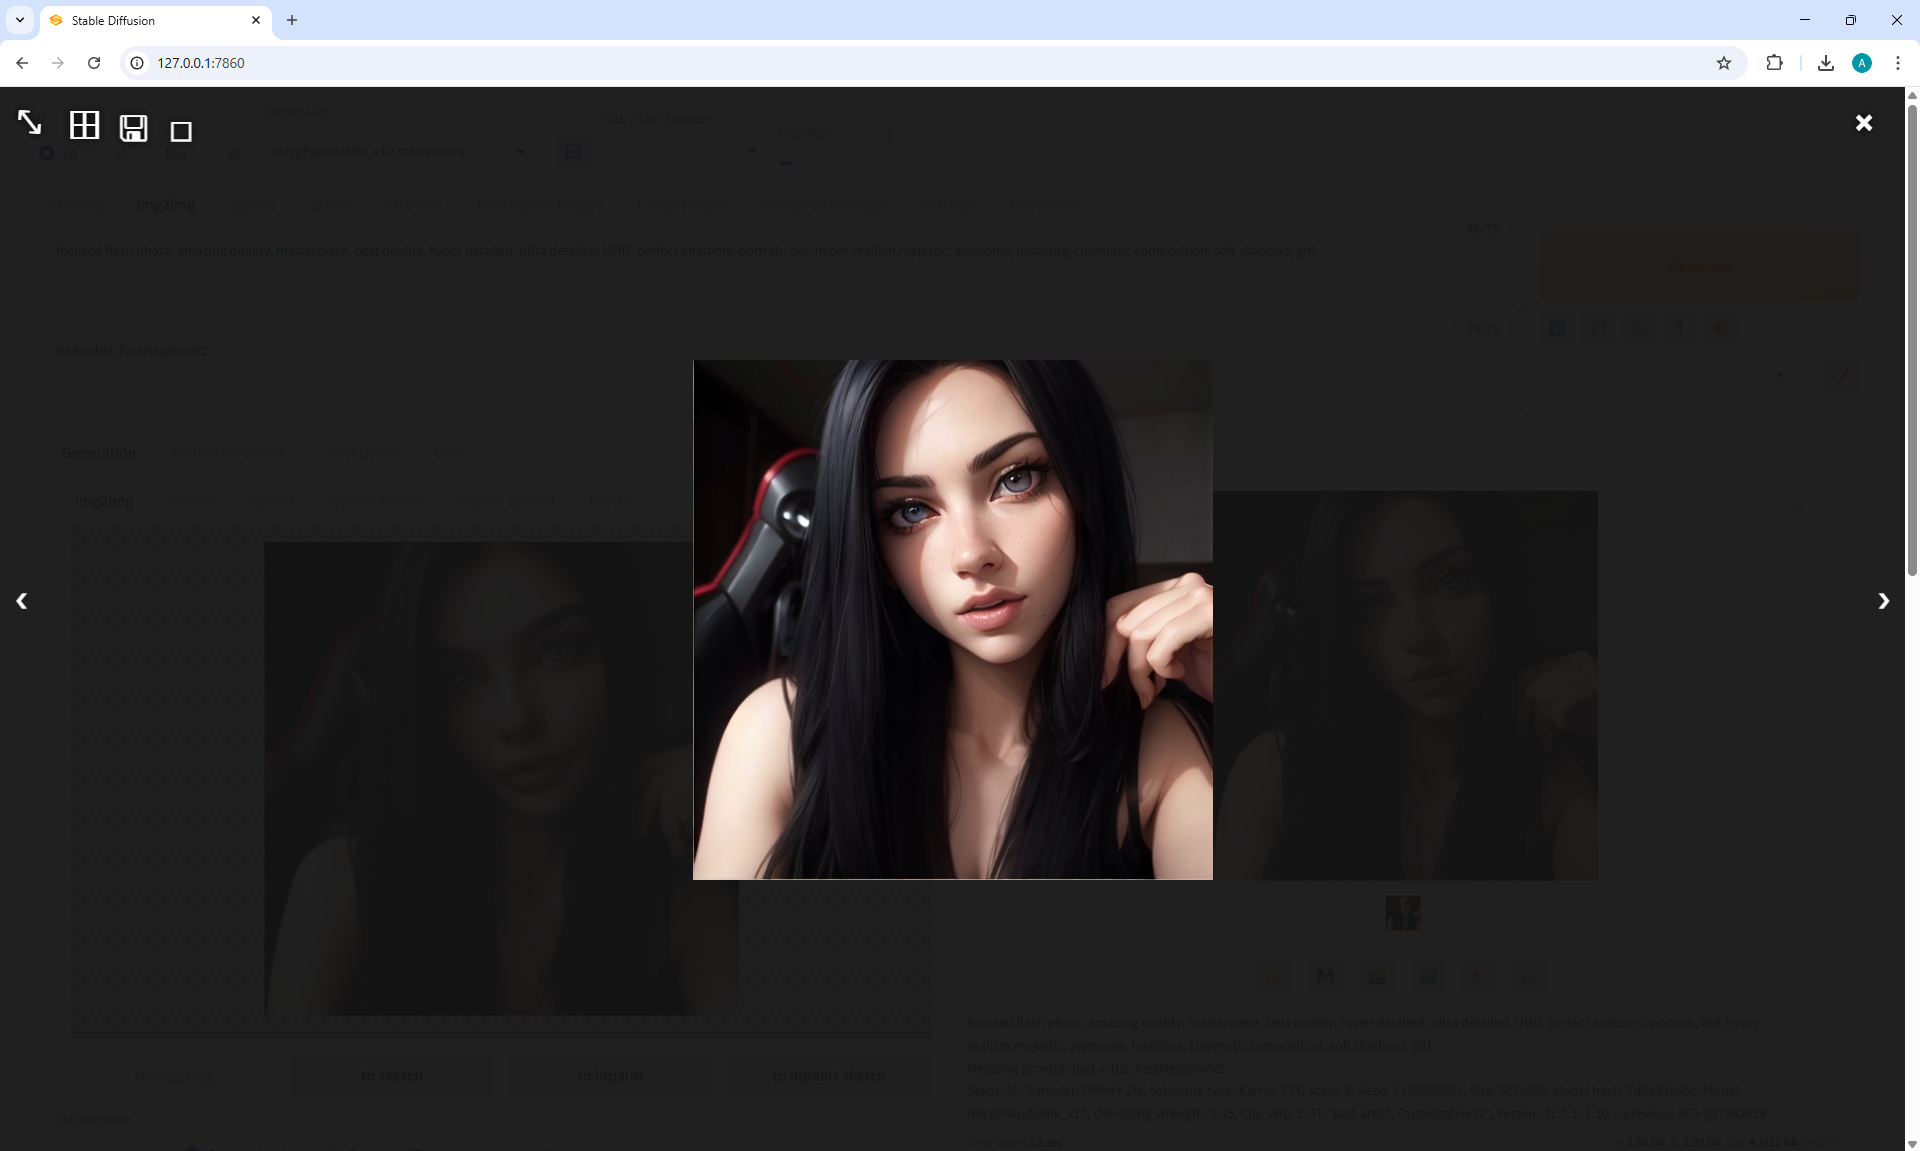 Stable Diffusion
127.0.0.1:7860
A
Checkpoint
VAE / Text Encoder
Clip skip
2
sd
xl
flux
all
mfcgPseudoMix_v10.safetensors
Txt2img
Img2img
Spaces
Extras
PNG Info
Checkpoint Merger
Civitai Helper
Wildcards Manager
Settings
Extensions
46/75
focused flash photo, amazing quality, masterpiece, best quality, hyper detailed, ultra detailed, UHD, perfect anatomy, portrait, dof, hyper-realism,majestic, awesome, inspiring, cinematic composition, soft shadows, girl
Generate
70/75
bad-artist, FastNegativeV2
Generation
Textual Inversion
Checkpoints
Lora
img2img
Sketch
Inpaint
Inpaint sketch
Inpaint upload
Batch
focused flash photo, amazing quality, masterpiece, best quality, hyper detailed, ultra detailed, UHD, perfect anatomy, portrait, dof, hyper-
realism,majestic, awesome, inspiring, cinematic composition, soft shadows, girl
Negative prompt: bad-artist, FastNegativeV2
to img2img
to sketch
to inpaint
to inpaint sketch
Steps: 25, Sampler: DPM++ 2M, Schedule type: Karras, CFG scale: 6, Seed: 1199356891, Size: 522x520, Model hash: 7d9e33a8bc, Model:
mfcgPseudoMix_v10, Denoising strength: 0.45, Clip skip: 2, TI: "bad-artist, FastNegativeV2", Version: f2.0.1v1.10.1-previous-663-g17a42e58
Resize mode
Time taken: 2.2 sec.